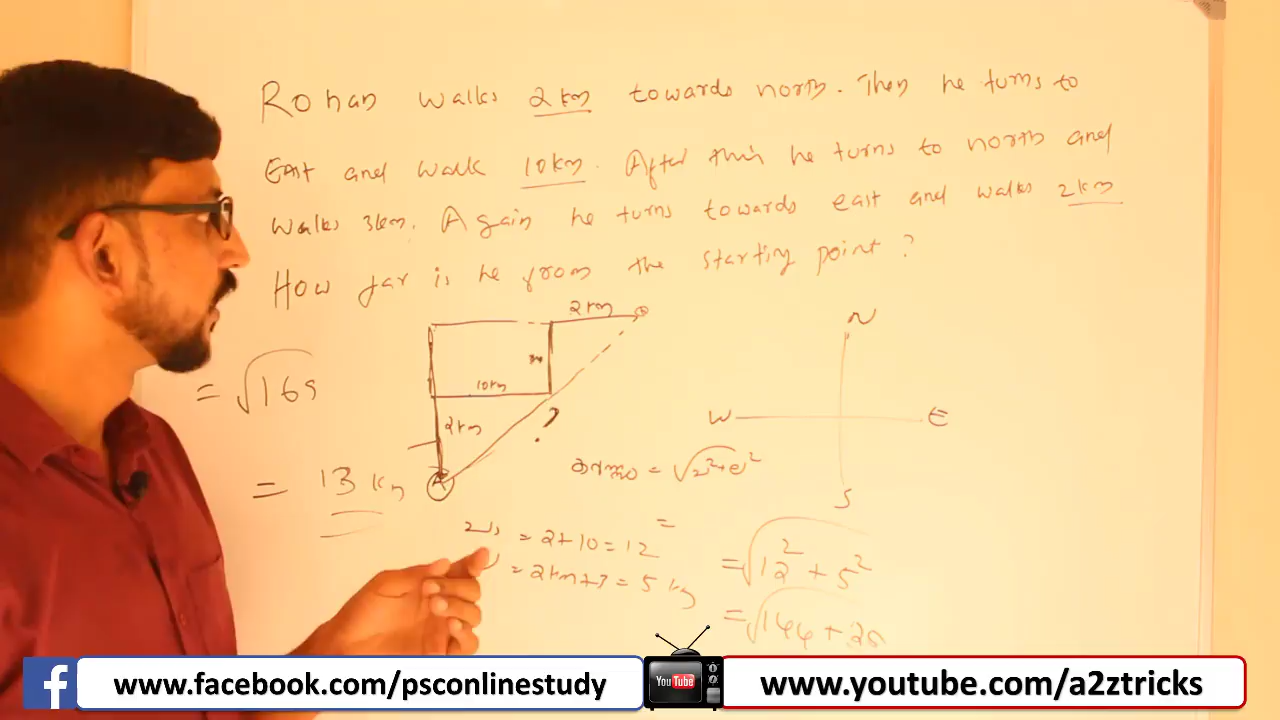 Rohan walks 2km towards north. Then he turns to
East and walk 10km. After this he turns to north and
walks 3km. Again he turns towards east and walks 2km
How far is he from the starting point?
2km
= √169
10km
N
2km
?
W
E
= 13 km
A
കർണ്ണം =
S
= 2+10=12
=
= √12² + 5²
= 2km+3 = 5 km
= √144 + 25
www.facebook.com/psconlinestudy
You Tube
www.youtube.com/a2ztricks